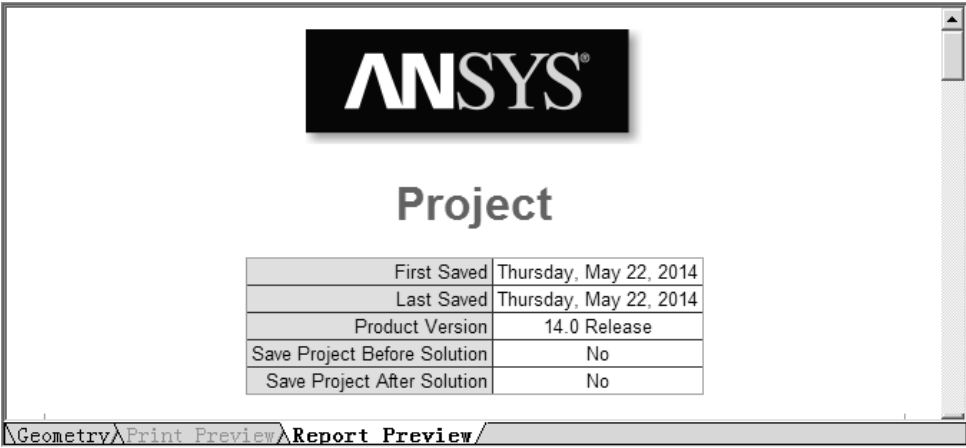 ANSYS®
Project
First Saved Thursday, May 22, 2014
Last Saved Thursday, May 22, 2014
Product Version 14.0 Release
Save Project Before Solution No
Save Project After Solution No
Geometry Print Preview Report Preview